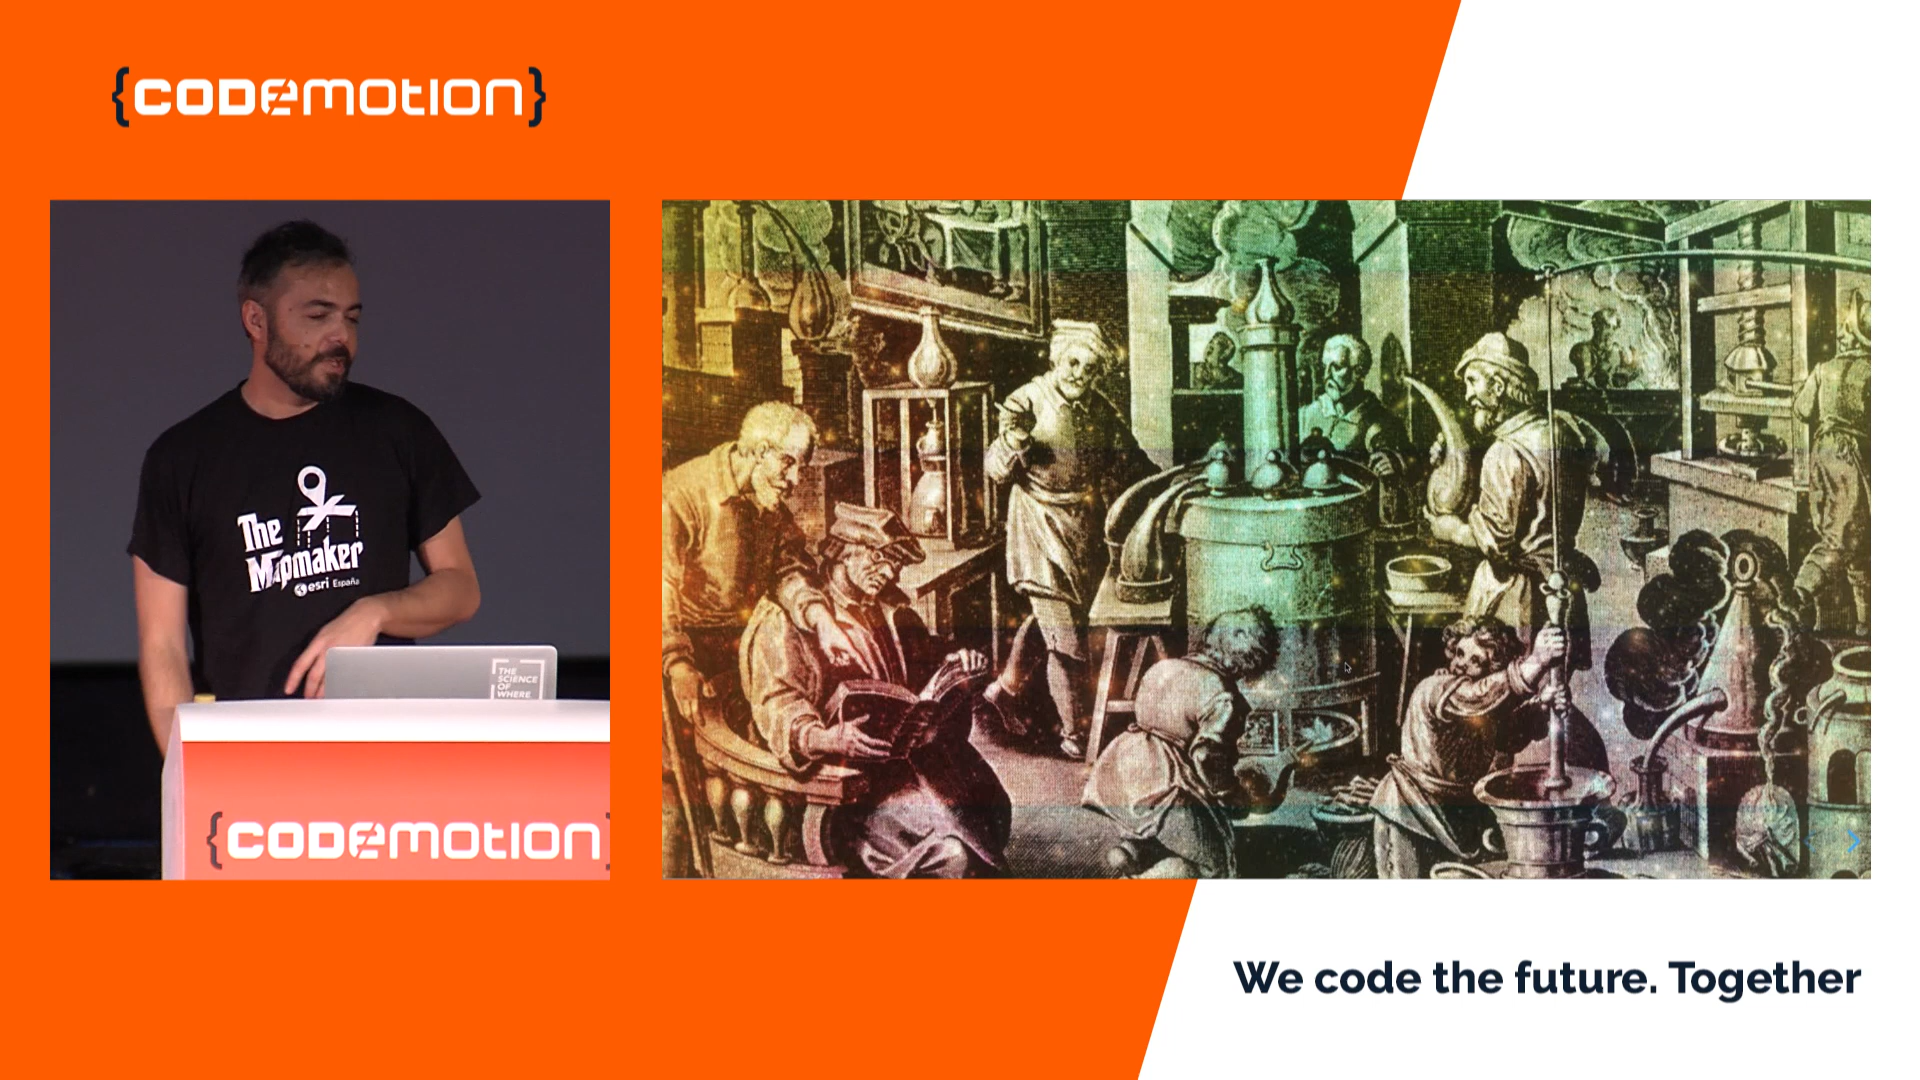 {CODEMOTION}
The
Mapmaker
esri España
THE
SCIENCE
OF
WHERE
{CODEMOTION
We code the future. Together